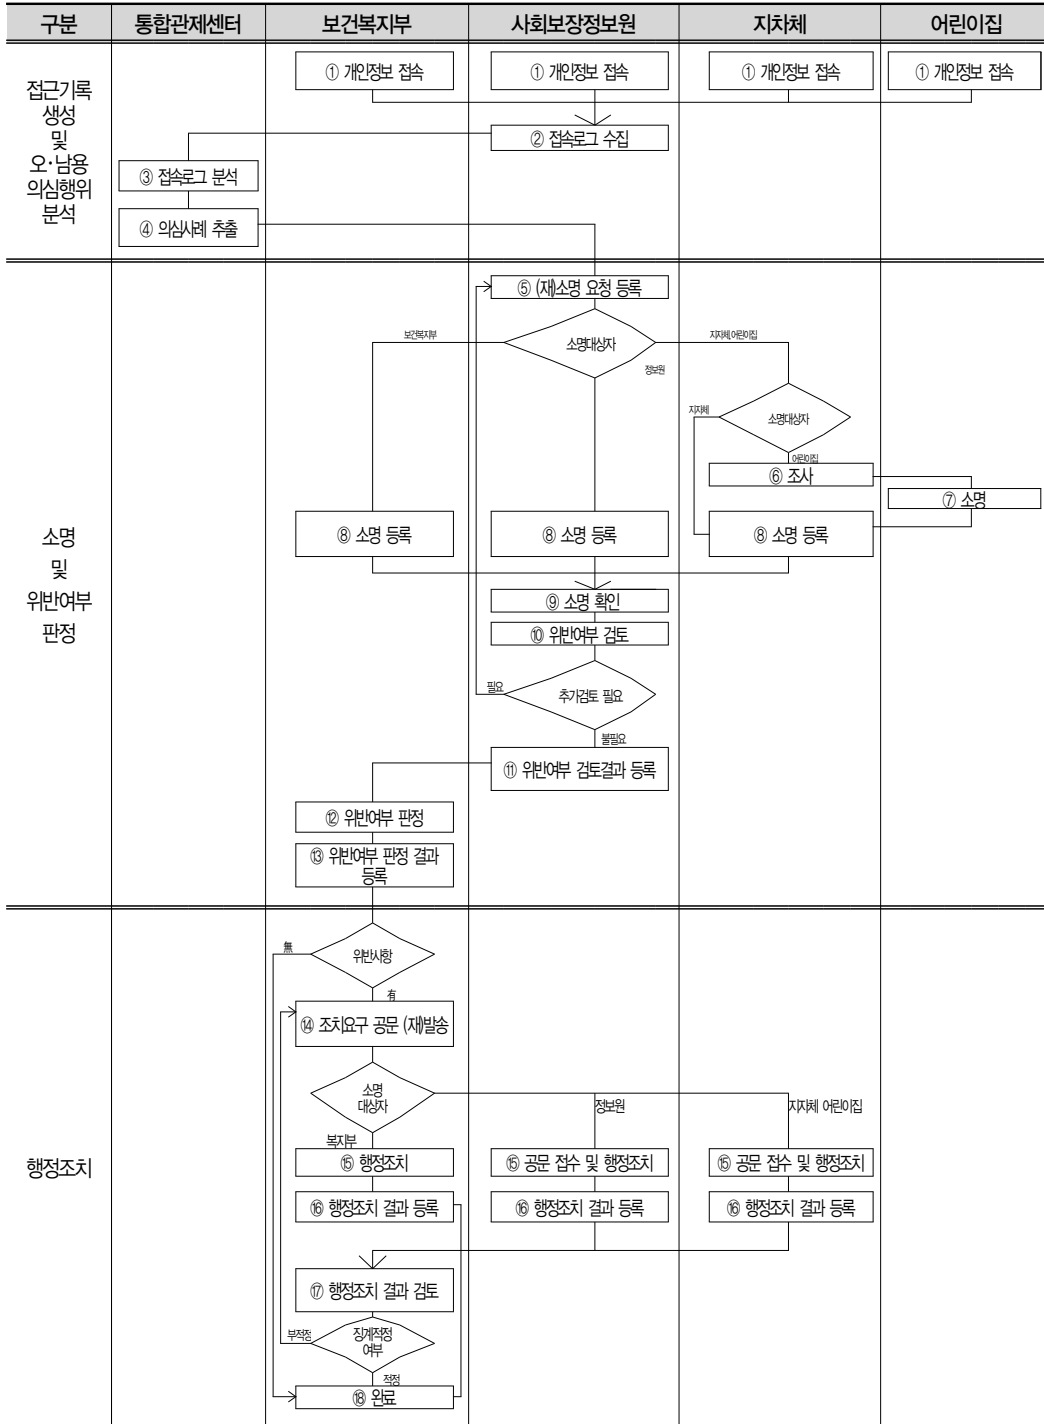 구분 통합관제센터 보건복지부 사회보장정보원 지차체 어린이집
접근기록
생성
및
오·남용
의심행위
분석
① 개인정보 접속 ① 개인정보 접속 ① 개인정보 접속 ① 개인정보 접속
② 접속로그 수집
③ 접속로그 분석
④ 의심사례 추출
소명
및
위반여부
판정
⑤ (재)소명 요청 등록
보건복지부 소명대상자 지자체,어린이집
정보원
지자체 소명대상자
어린이집
⑥ 조사
⑦ 소명
⑧ 소명 등록 ⑧ 소명 등록 ⑧ 소명 등록
⑨ 소명 확인
⑩ 위반여부 검토
필요 추가검토 필요
불필요
⑪ 위반여부 검토결과 등록
⑫ 위반여부 판정
⑬ 위반여부 판정 결과
등록
행정조치
無 위반사항
有
⑭ 조치요구 공문 (재)발송
소명
대상자
정보원 지자체 어린이집
복지부
⑮ 행정조치 ⑮ 공문 접수 및 행정조치 ⑮ 공문 접수 및 행정조치
⑯ 행정조치 결과 등록 ⑯ 행정조치 결과 등록 ⑯ 행정조치 결과 등록
⑰ 행정조치 결과 검토
부적정 징계적정
여부
적정
⑱ 완료